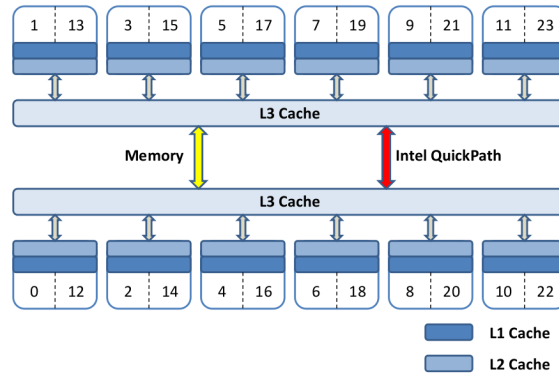 1 13 3 15 5 17 7 19 9 21 11 23
L3 Cache
Memory Intel QuickPath
L3 Cache
0 12 2 14 4 16 6 18 8 20 10 22
L1 Cache
L2 Cache